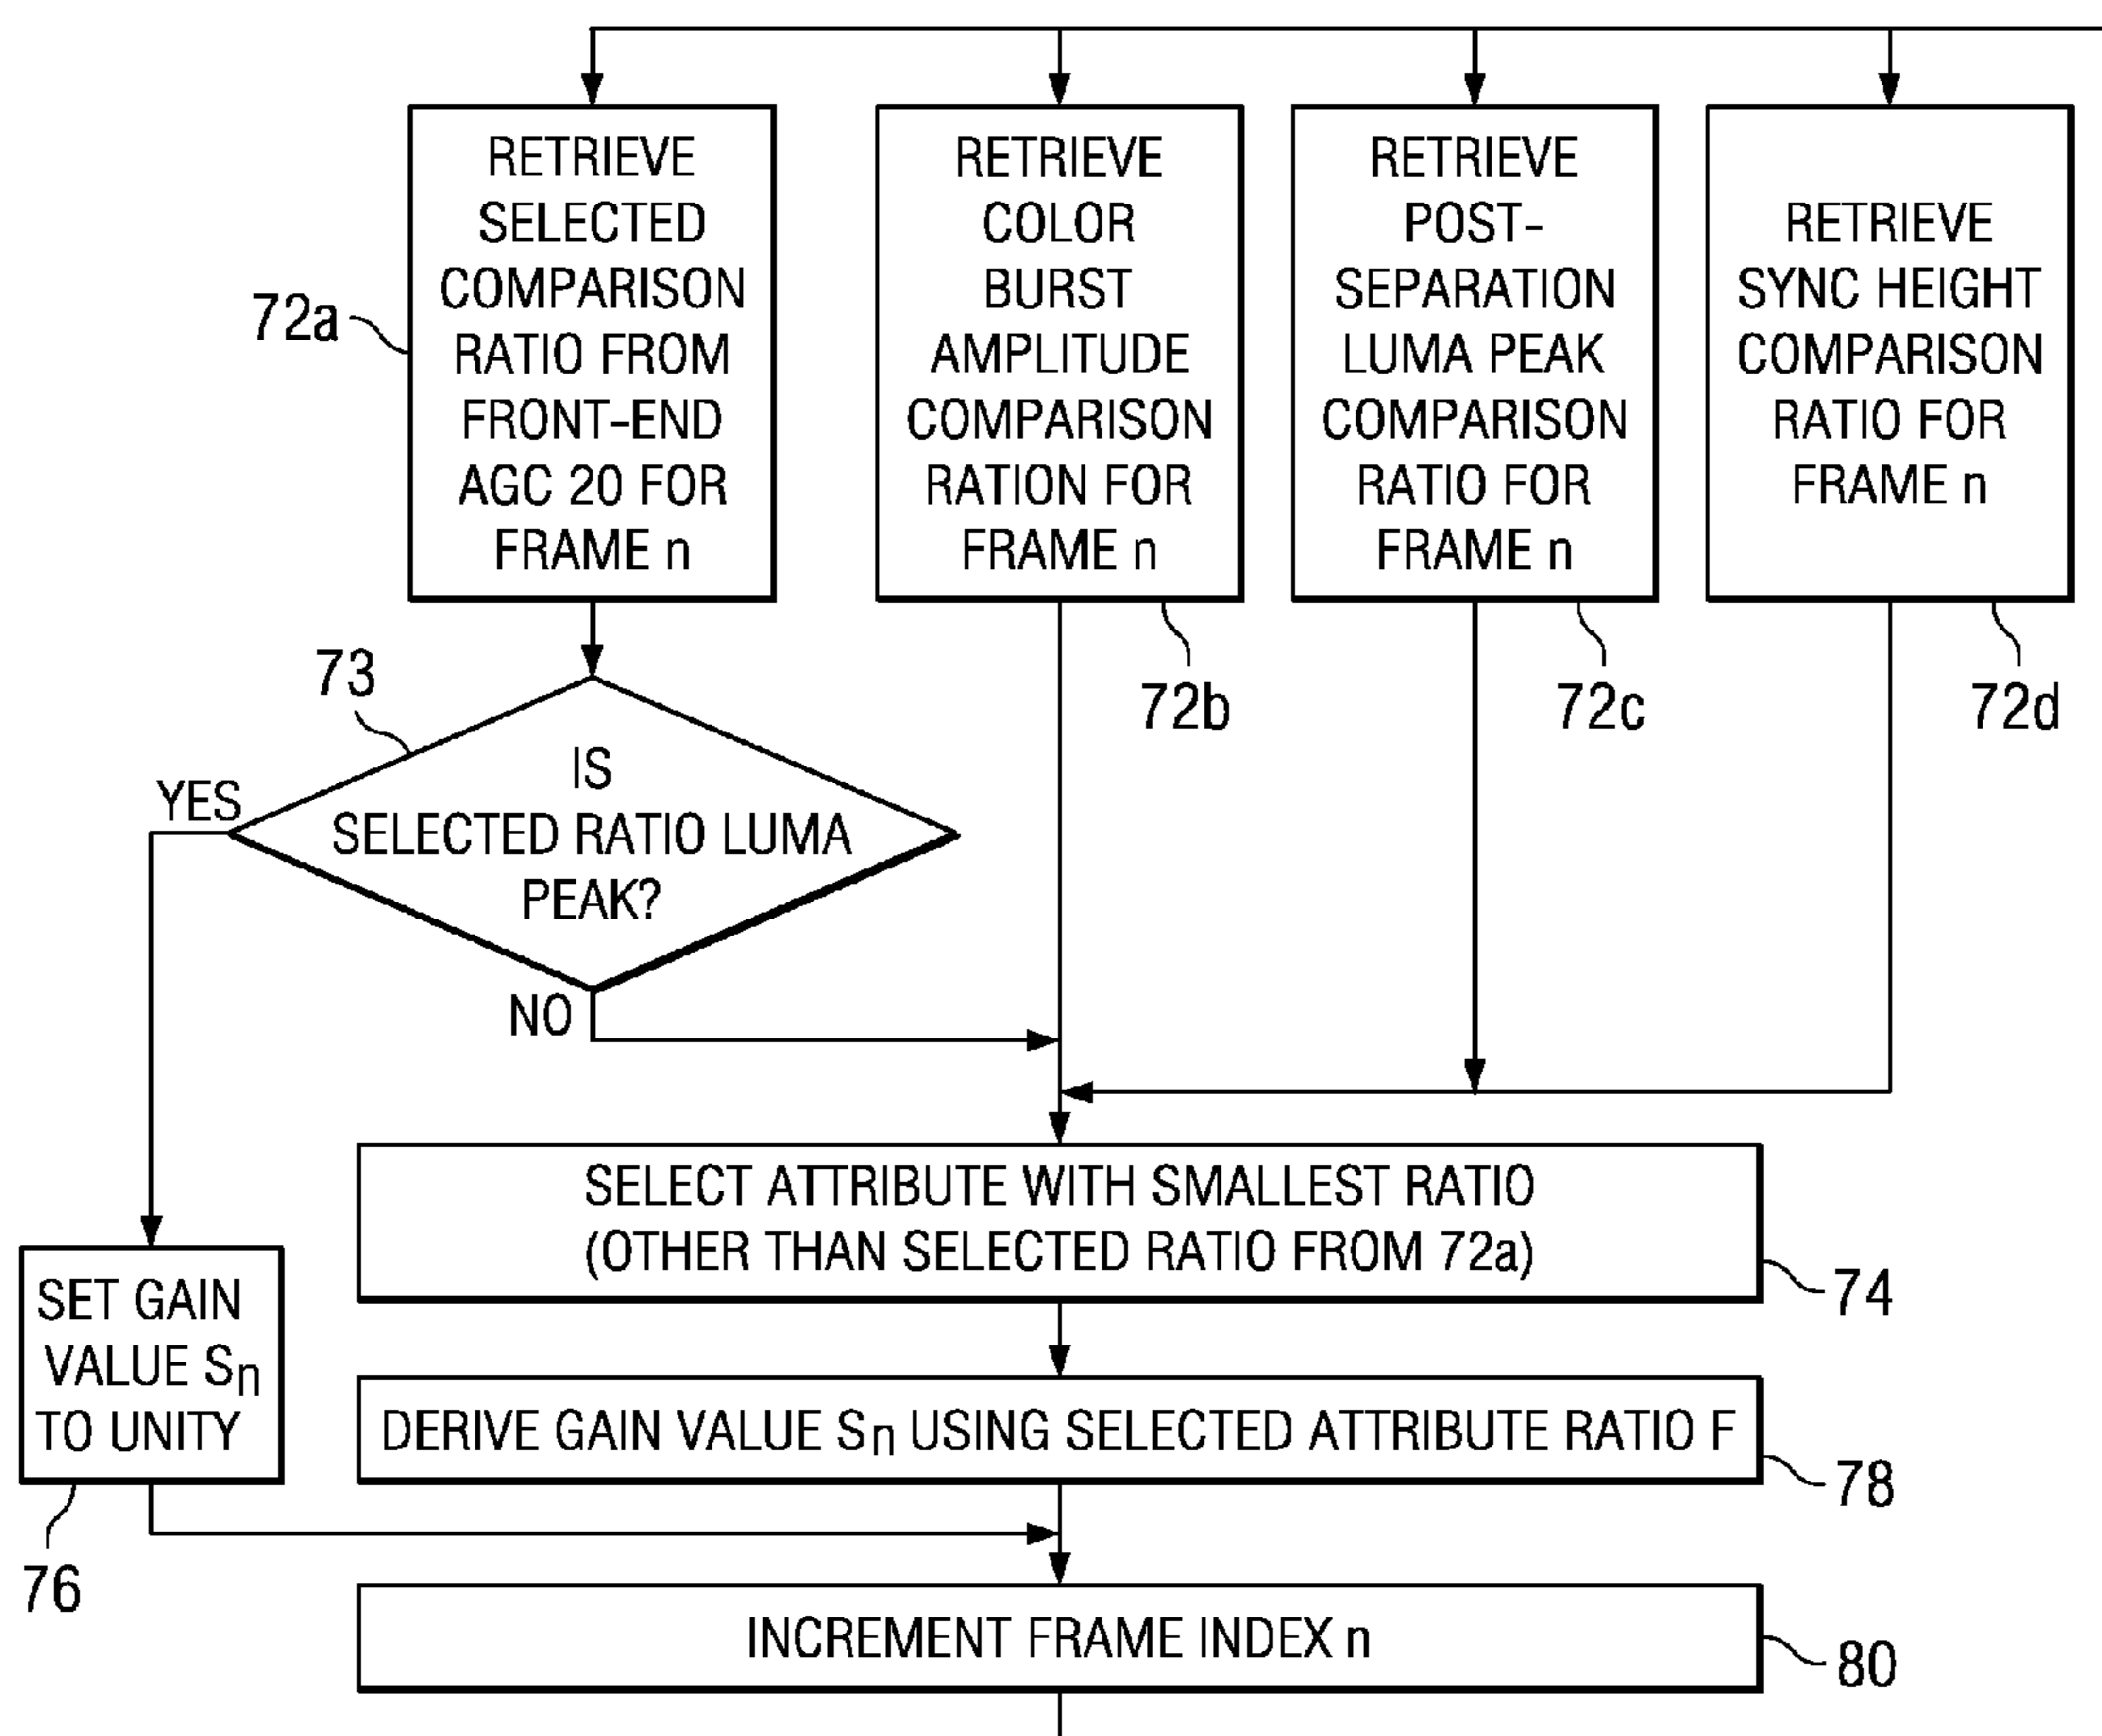 RETRIEVE
SELECTED
COMPARISON
RATIO FROM
FRONT-END
AGC 20 FOR
FRAME n
72a
RETRIEVE
COLOR
BURST
AMPLITUDE
COMPARISON
RATION FOR
FRAME n
72b
RETRIEVE
POST-
SEPARATION
LUMA PEAK
COMPARISON
RATIO FOR
FRAME n
72c
RETRIEVE
SYNC HEIGHT
COMPARISON
RATIO FOR
FRAME n
72d
73
IS
SELECTED RATIO LUMA
PEAK?
YES
NO
SELECT ATTRIBUTE WITH SMALLEST RATIO
(OTHER THAN SELECTED RATIO FROM 72a)
74
SET GAIN
VALUE Sn
TO UNITY
76
DERIVE GAIN VALUE Sn USING SELECTED ATTRIBUTE RATIO F
78
INCREMENT FRAME INDEX n
80